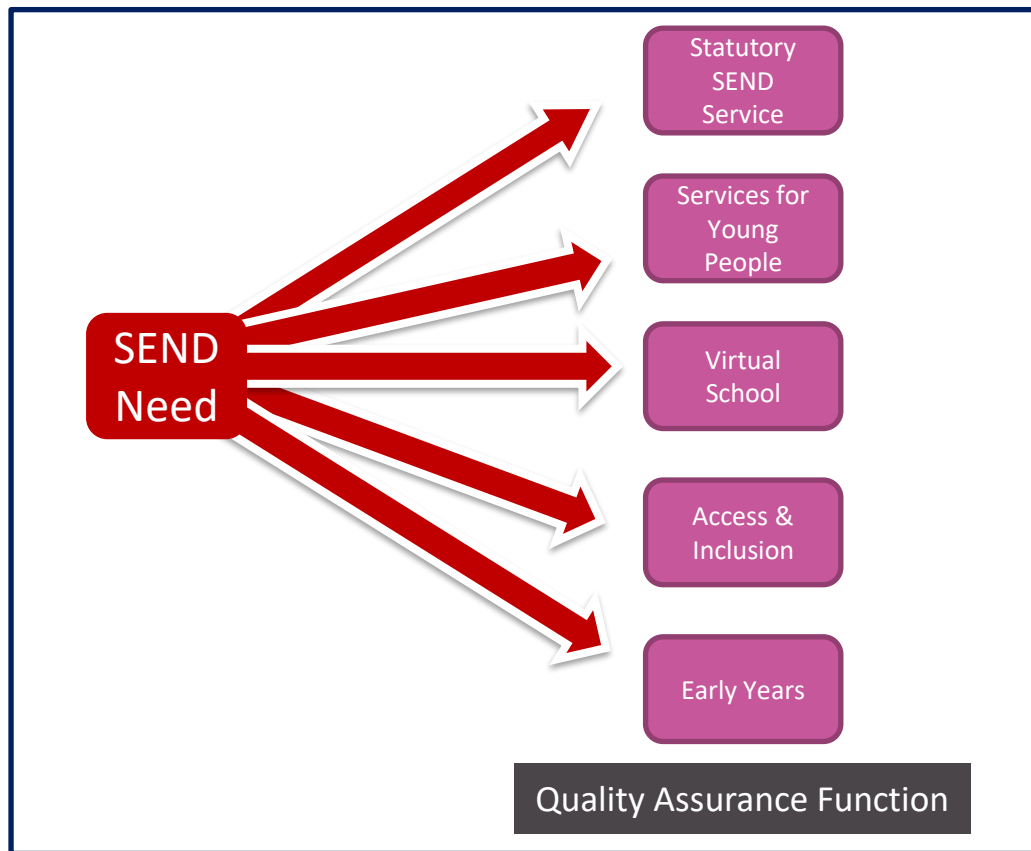 Statutory
SEND
Service
Services for
Young
People
SEND
Need
Virtual
School
Access &
Inclusion
Early Years
Quality Assurance Function